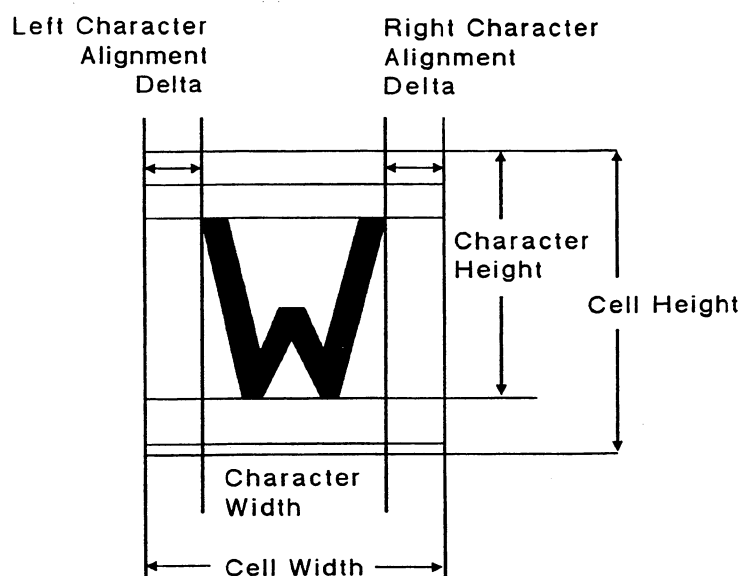 Left Character
Alignment
Delta
Right Character
Alignment
Delta
W
Character
Height
Cell Height
Character
Width
Cell Width